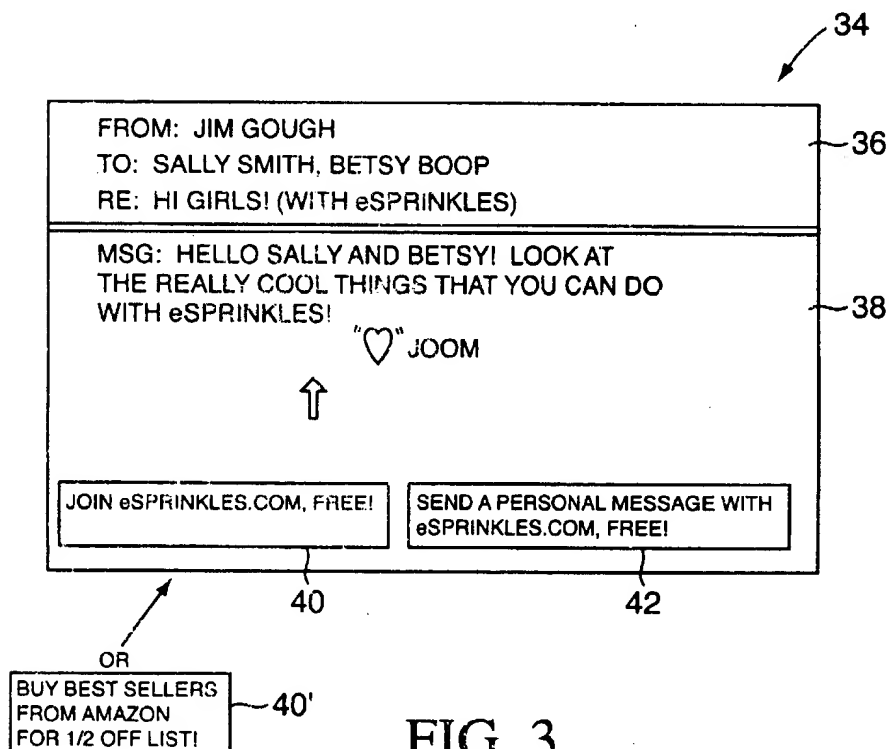 34
FROM: JIM GOUGH
TO: SALLY SMITH, BETSY BOOP
RE: HI GIRLS! (WITH eSPRINKLES)
36
MSG: HELLO SALLY AND BETSY! LOOK AT
THE REALLY COOL THINGS THAT YOU CAN DO
WITH eSPRINKLES!
38
"♡" JOOM
JOIN eSPRINKLES.COM, FREE!
SEND A PERSONAL MESSAGE WITH
eSPRINKLES.COM, FREE!
40
42
OR
BUY BEST SELLERS
FROM AMAZON
FOR 1/2 OFF LIST!
40'
FIG. 3